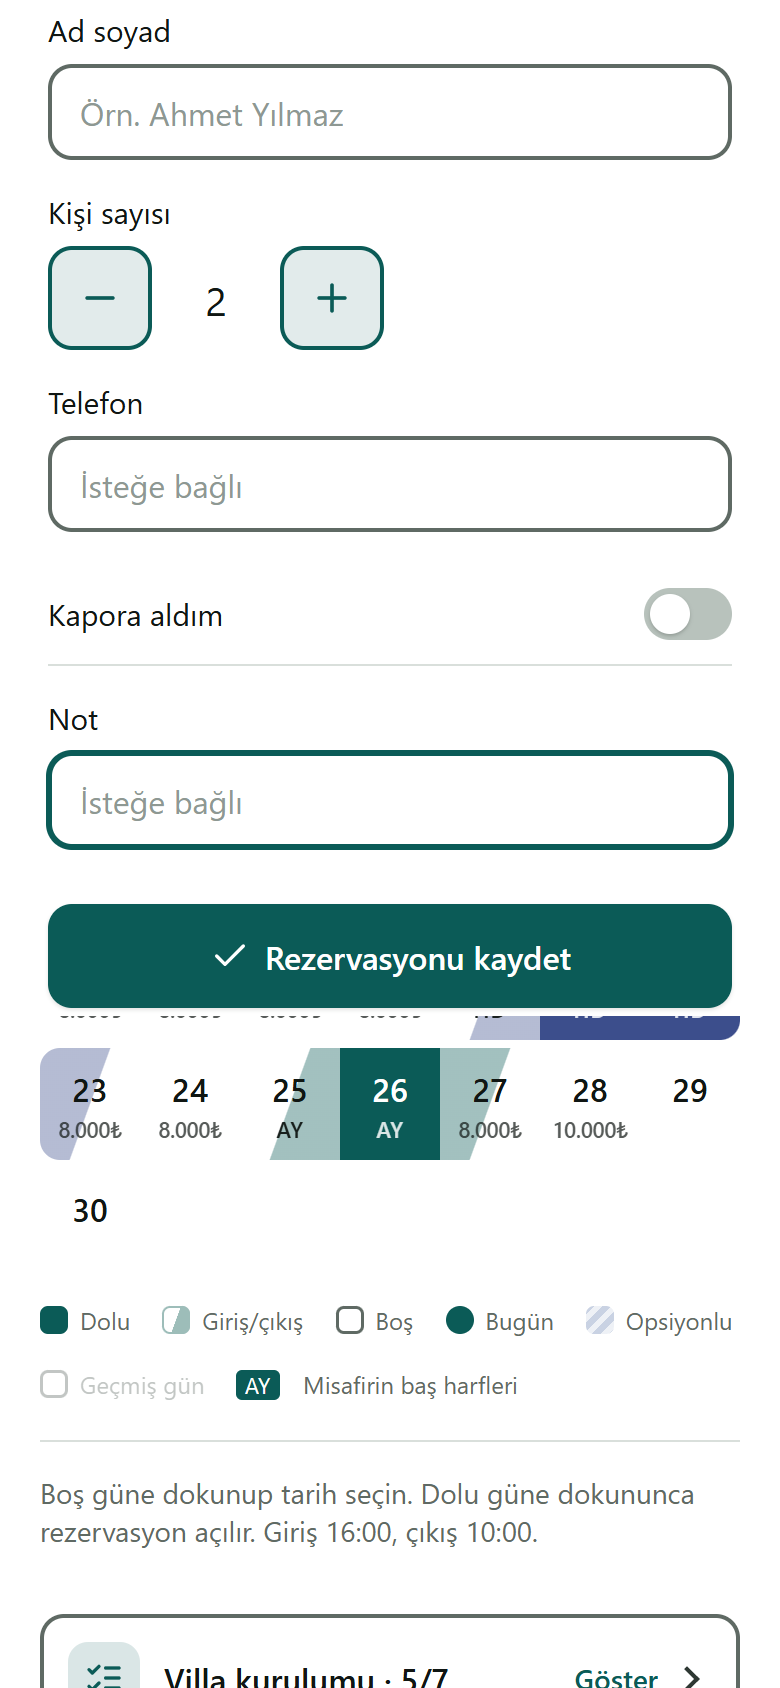 Ad soyad
Örn. Ahmet Yılmaz
Kişi sayısı
2
Telefon
İsteğe bağlı
Kapora aldım
Not
İsteğe bağlı
Rezervasyonu kaydet
23 24 25 26 27 28 29
8.000₺ 8.000₺ AY AY 8.000₺ 10.000₺
30
Dolu Giriş/çıkış Boş Bugün Opsiyonlu
Geçmiş gün AY Misafirin baş harfleri
Boş güne dokunup tarih seçin. Dolu güne dokununca
rezervasyon açılır. Giriş 16:00, çıkış 10:00.
Villa kurulumu · 5/7 Göster